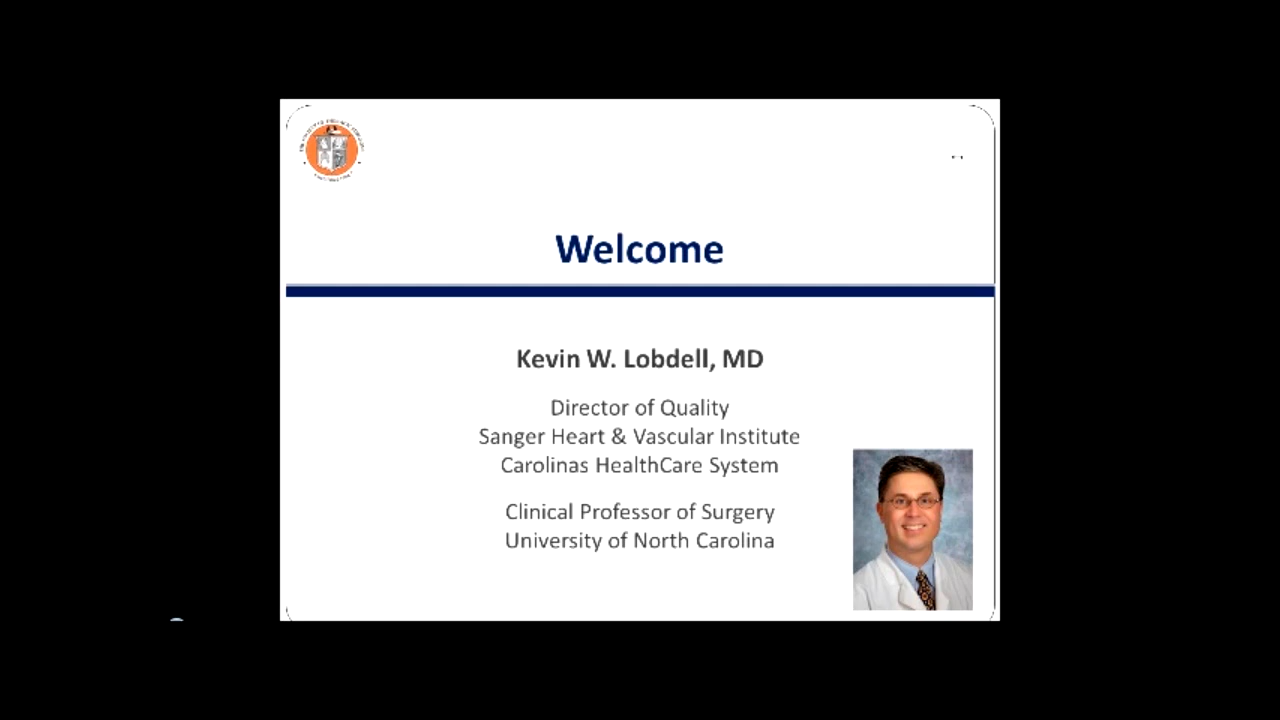 Welcome
Kevin W. Lobdell, MD
Director of Quality
Sanger Heart & Vascular Institute
Carolinas HealthCare System
Clinical Professor of Surgery
University of North Carolina